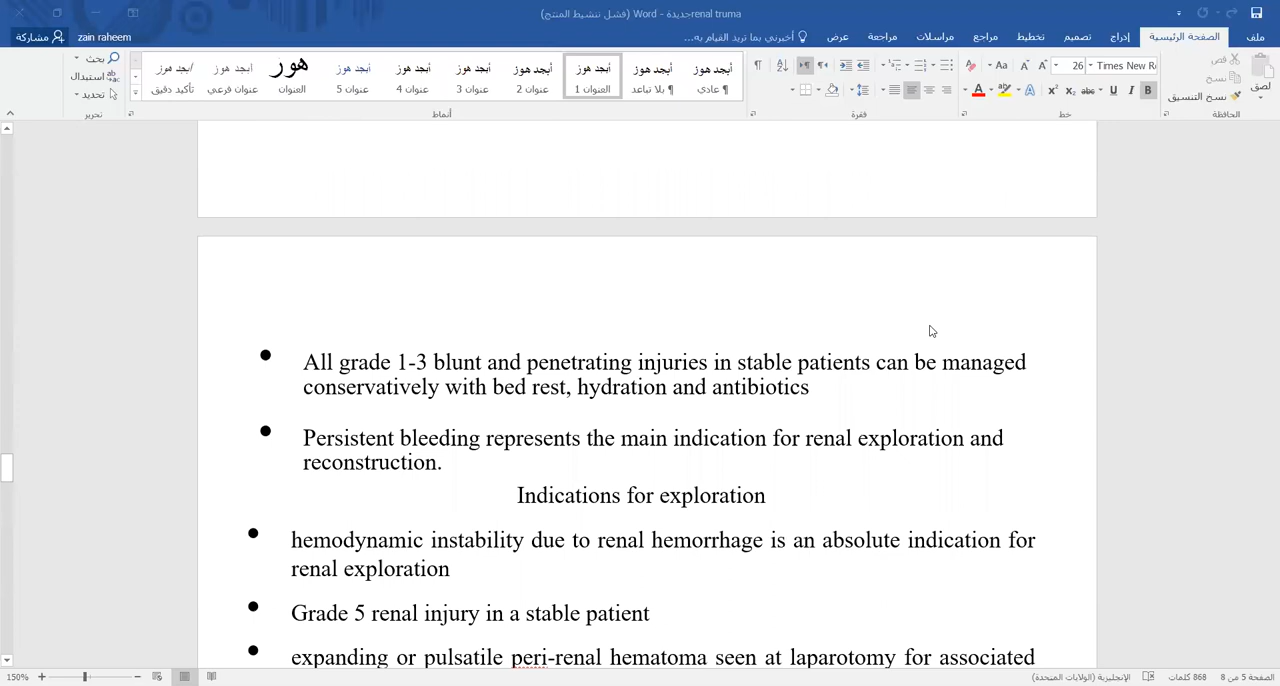 renal trumaجديدة - Word (فشل تنشيط المنتج)
ملف
الصفحة الرئيسية
إدراج
تصميم
تخطيط
مراجع
مراسلات
مراجعة
عرض
أخبرني بما تريد القيام به...
zain raheem
مشاركة
لصق
قص
نسخ
نسخ التنسيق
الحافظة
Times New R
26
خط
فقرة
أبجد هوز
¶ عادي
أبجد هوز
¶ بلا تباعد
أبجد هوز
العنوان 1
أبجد هوز
عنوان 2
أبجد هوز
عنوان 3
أبجد هوز
عنوان 4
أبجد هوز
عنوان 5
هوز
العنوان
أبجد هوز
عنوان فرعي
أبجد هوز
تأكيد دقيق
أنماط
بحث
استبدال
تحديد
تحرير
• All grade 1-3 blunt and penetrating injuries in stable patients can be managed
conservatively with bed rest, hydration and antibiotics
• Persistent bleeding represents the main indication for renal exploration and
reconstruction.
Indications for exploration
• hemodynamic instability due to renal hemorrhage is an absolute indication for
renal exploration
• Grade 5 renal injury in a stable patient
• expanding or pulsatile peri-renal hematoma seen at laparotomy for associated
الصفحة 5 من 8
868 كلمات
الإنجليزية (الولايات المتحدة)
150%